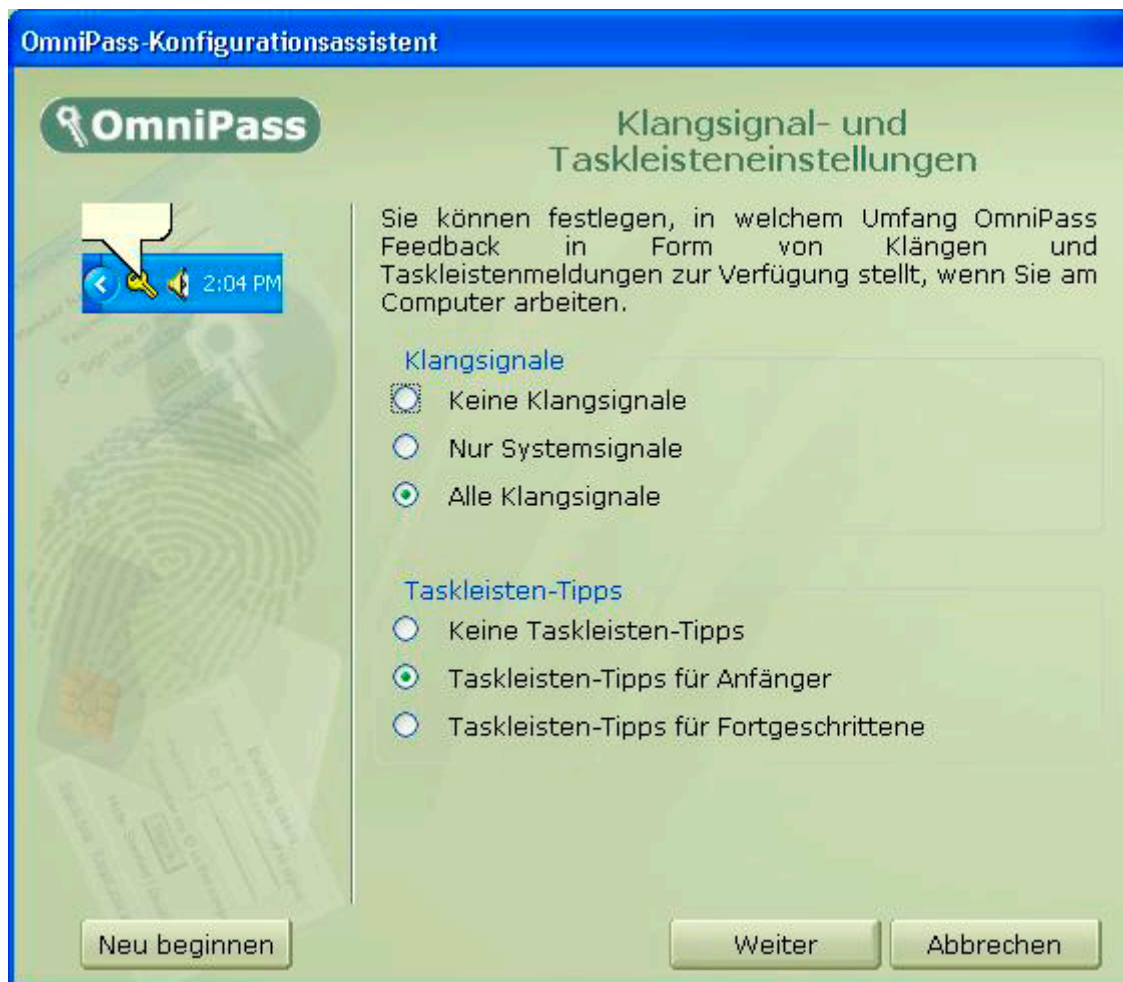 OmniPass-Konfigurationsassistent
OmniPass
Klangsignal- und
Taskleisteneinstellungen
2:04 PM
Sie können festlegen, in welchem Umfang OmniPass
Feedback in Form von Klängen und
Taskleistenmeldungen zur Verfügung stellt, wenn Sie am
Computer arbeiten.
Klangsignale
Keine Klangsignale
Nur Systemsignale
Alle Klangsignale
Taskleisten-Tipps
Keine Taskleisten-Tipps
Taskleisten-Tipps für Anfänger
Taskleisten-Tipps für Fortgeschrittene
Neu beginnen
Weiter
Abbrechen